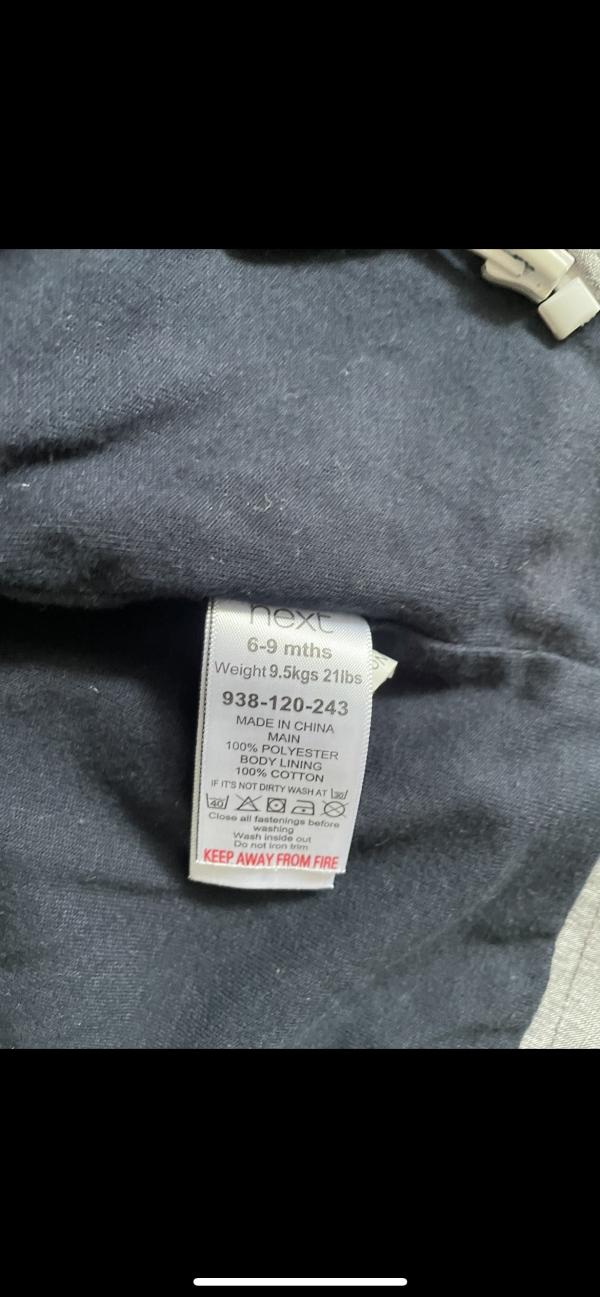 next
6-9 mths
Weight 9.5kgs 21lbs
938-120-243
MADE IN CHINA
MAIN
100% POLYESTER
BODY LINING
100% COTTON
IF IT'S NOT DIRTY WASH AT 30
40
Close all fastenings before
washing
Wash inside out
Do not iron trim
KEEP AWAY FROM FIRE